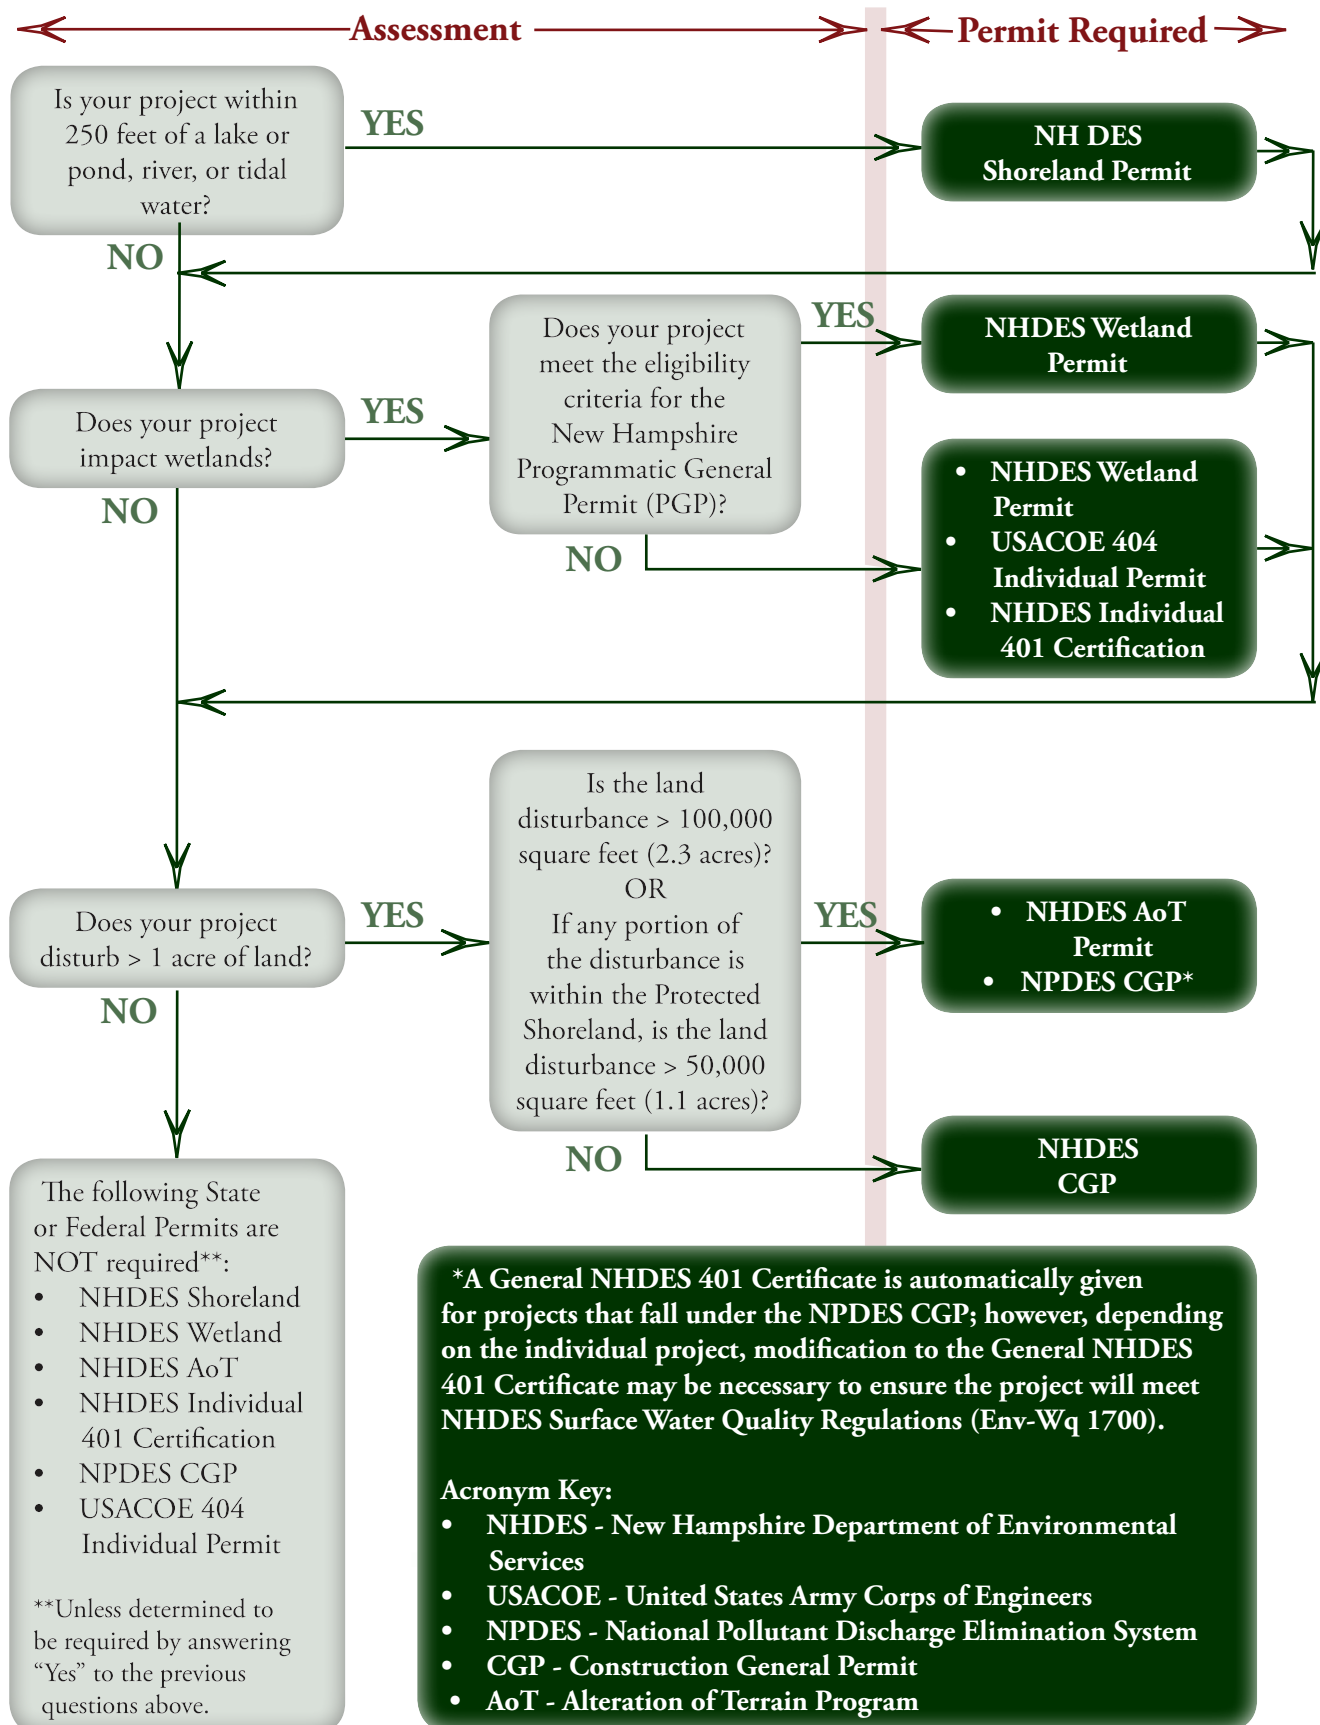 Assessment
Permit Required
Is your project within
250 feet of a lake or
pond, river, or tidal
water?
YES
NH DES
Shoreland Permit
NO
Does your project
impact wetlands?
YES
Does your project
meet the eligibility
criteria for the
New Hampshire
Programmatic General
Permit (PGP)?
YES
NHDES Wetland
Permit
NO
• NHDES Wetland
Permit
• USACOE 404
Individual Permit
• NHDES Individual
401 Certification
NO
Does your project
disturb > 1 acre of land?
YES
Is the land
disturbance > 100,000
square feet (2.3 acres)?
OR
If any portion of
the disturbance is
within the Protected
Shoreland, is the land
disturbance > 50,000
square feet (1.1 acres)?
YES
• NHDES AoT
Permit
• NPDES CGP*
NO
NHDES
CGP
NO
The following State
or Federal Permits are
NOT required**:
• NHDES Shoreland
• NHDES Wetland
• NHDES AoT
• NHDES Individual
401 Certification
• NPDES CGP
• USACOE 404
Individual Permit
**Unless determined to
be required by answering
“Yes” to the previous
questions above.
*A General NHDES 401 Certificate is automatically given
for projects that fall under the NPDES CGP; however, depending
on the individual project, modification to the General NHDES
401 Certificate may be necessary to ensure the project will meet
NHDES Surface Water Quality Regulations (Env-Wq 1700).
Acronym Key:
• NHDES - New Hampshire Department of Environmental
Services
• USACOE - United States Army Corps of Engineers
• NPDES - National Pollutant Discharge Elimination System
• CGP - Construction General Permit
• AoT - Alteration of Terrain Program